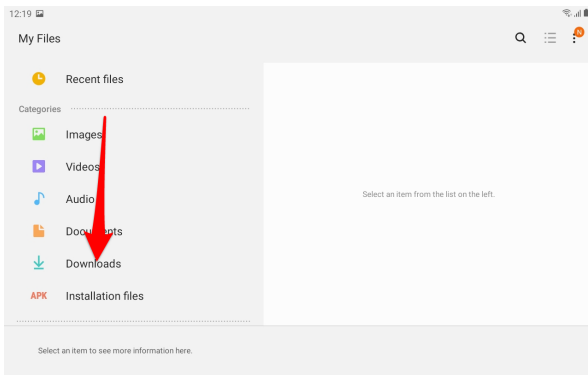 12:19
My Files
N
Recent files
Categories
Images
Videos
Audio
Documents
Downloads
APK Installation files
Select an item from the list on the left.
Select an item to see more information here.